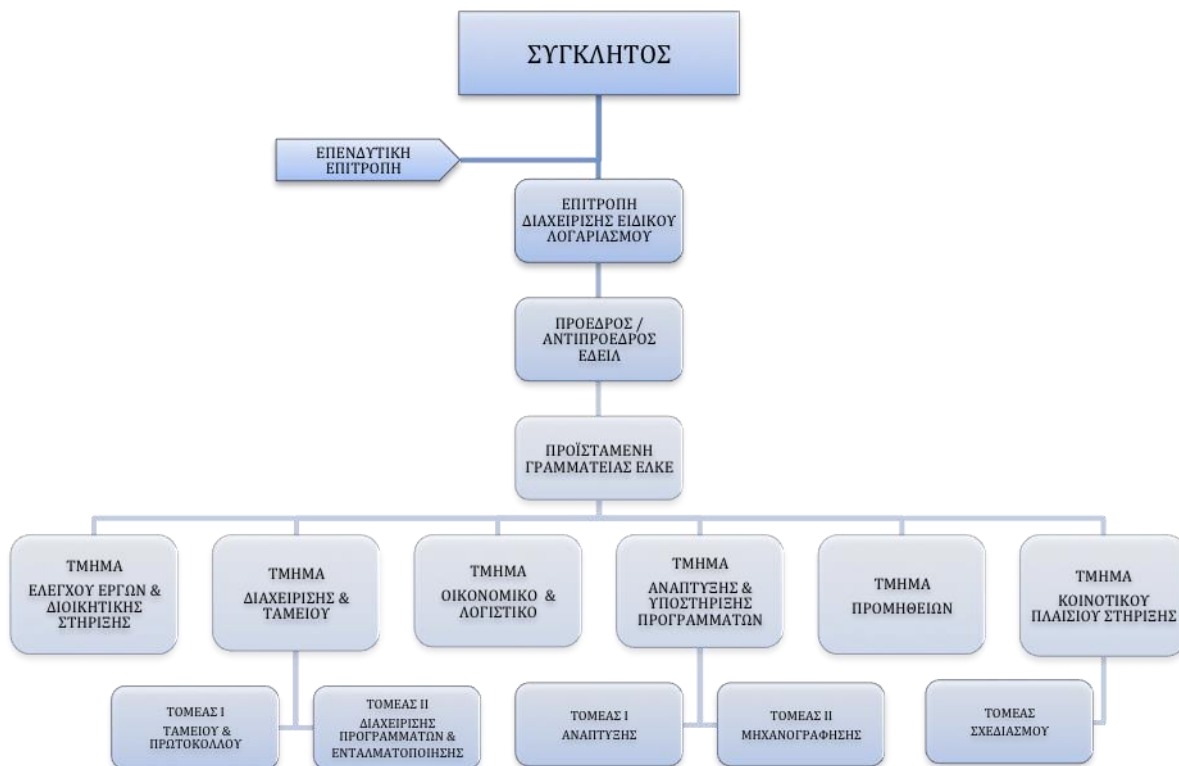 ΣΥΓΚΛΗΤΟΣ
ΕΠΕΝΔΥΤΙΚΗ
ΕΠΙΤΡΟΠΗ
ΕΠΙΤΡΟΠΗ
ΔΙΑΧΕΙΡΙΣΗΣ ΕΙΔΙΚΟΥ
ΛΟΓΑΡΙΑΣΜΟΥ
ΠΡΟΕΔΡΟΣ /
ΑΝΤΙΠΡΟΕΔΡΟΣ
ΕΔΕΙΛ
ΠΡΟΪΣΤΑΜΕΝΗ
ΓΡΑΜΜΑΤΕΙΑΣ ΕΛΚΕ
ΤΜΗΜΑ
ΕΛΕΓΧΟΥ ΕΡΓΩΝ &
ΔΙΟΙΚΗΤΙΚΗΣ
ΣΤΗΡΙΞΗΣ
ΤΜΗΜΑ
ΔΙΑΧΕΙΡΙΣΗΣ &
ΤΑΜΕΙΟΥ
ΤΜΗΜΑ
ΟΙΚΟΝΟΜΙΚΟ &
ΛΟΓΙΣΤΙΚΟ
ΤΜΗΜΑ
ΑΝΑΠΤΥΞΗΣ &
ΥΠΟΣΤΗΡΙΞΗΣ
ΠΡΟΓΡΑΜΜΑΤΩΝ
ΤΜΗΜΑ
ΠΡΟΜΗΘΕΙΩΝ
ΤΜΗΜΑ
ΚΟΙΝΟΤΙΚΟΥ
ΠΛΑΙΣΙΟΥ ΣΤΗΡΙΞΗΣ
ΤΟΜΕΑΣ Ι
ΤΑΜΕΙΟΥ &
ΠΡΩΤΟΚΟΛΛΟΥ
ΤΟΜΕΑΣ ΙΙ
ΔΙΑΧΕΙΡΙΣΗΣ
ΠΡΟΓΡΑΜΜΑΤΩΝ &
ΕΝΤΑΛΜΑΤΟΠΟΙΗΣΗΣ
ΤΟΜΕΑΣ Ι
ΑΝΑΠΤΥΞΗΣ
ΤΟΜΕΑΣ ΙΙ
ΜΗΧΑΝΟΓΡΑΦΗΣΗΣ
ΤΟΜΕΑΣ
ΣΧΕΔΙΑΣΜΟΥ